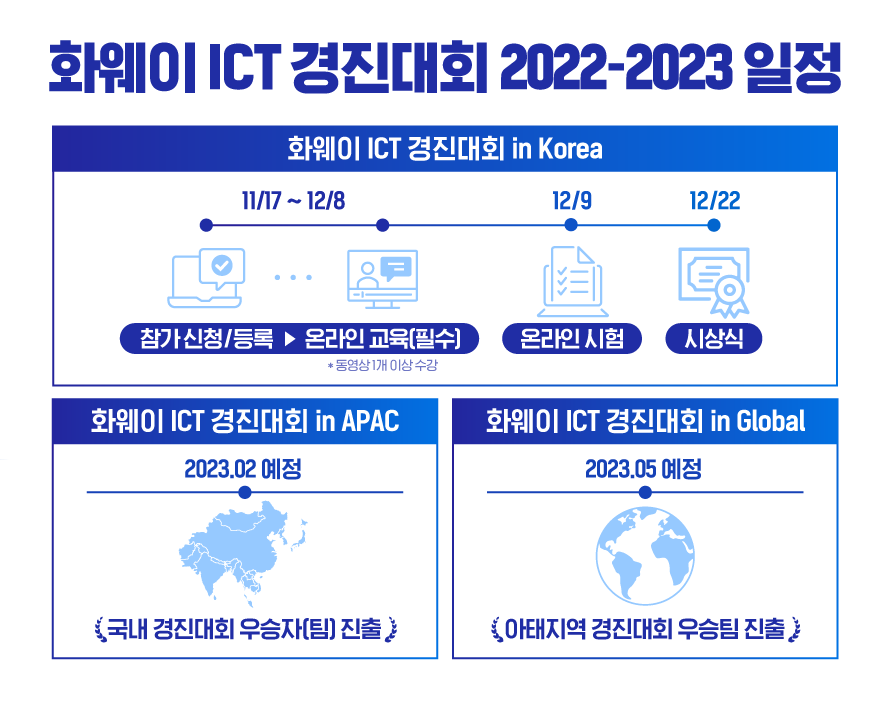 화웨이 ICT 경진대회 2022-2023 일정
화웨이 ICT 경진대회 in Korea
11/17 ~ 12/8
12/9
12/22
참가 신청/등록 ▶ 온라인 교육(필수)
* 동영상 1개 이상 수강
온라인 시험
시상식
화웨이 ICT 경진대회 in APAC
2023.02 예정
국내 경진대회 우승자(팀) 진출
화웨이 ICT 경진대회 in Global
2023.05 예정
아태지역 경진대회 우승팀 진출